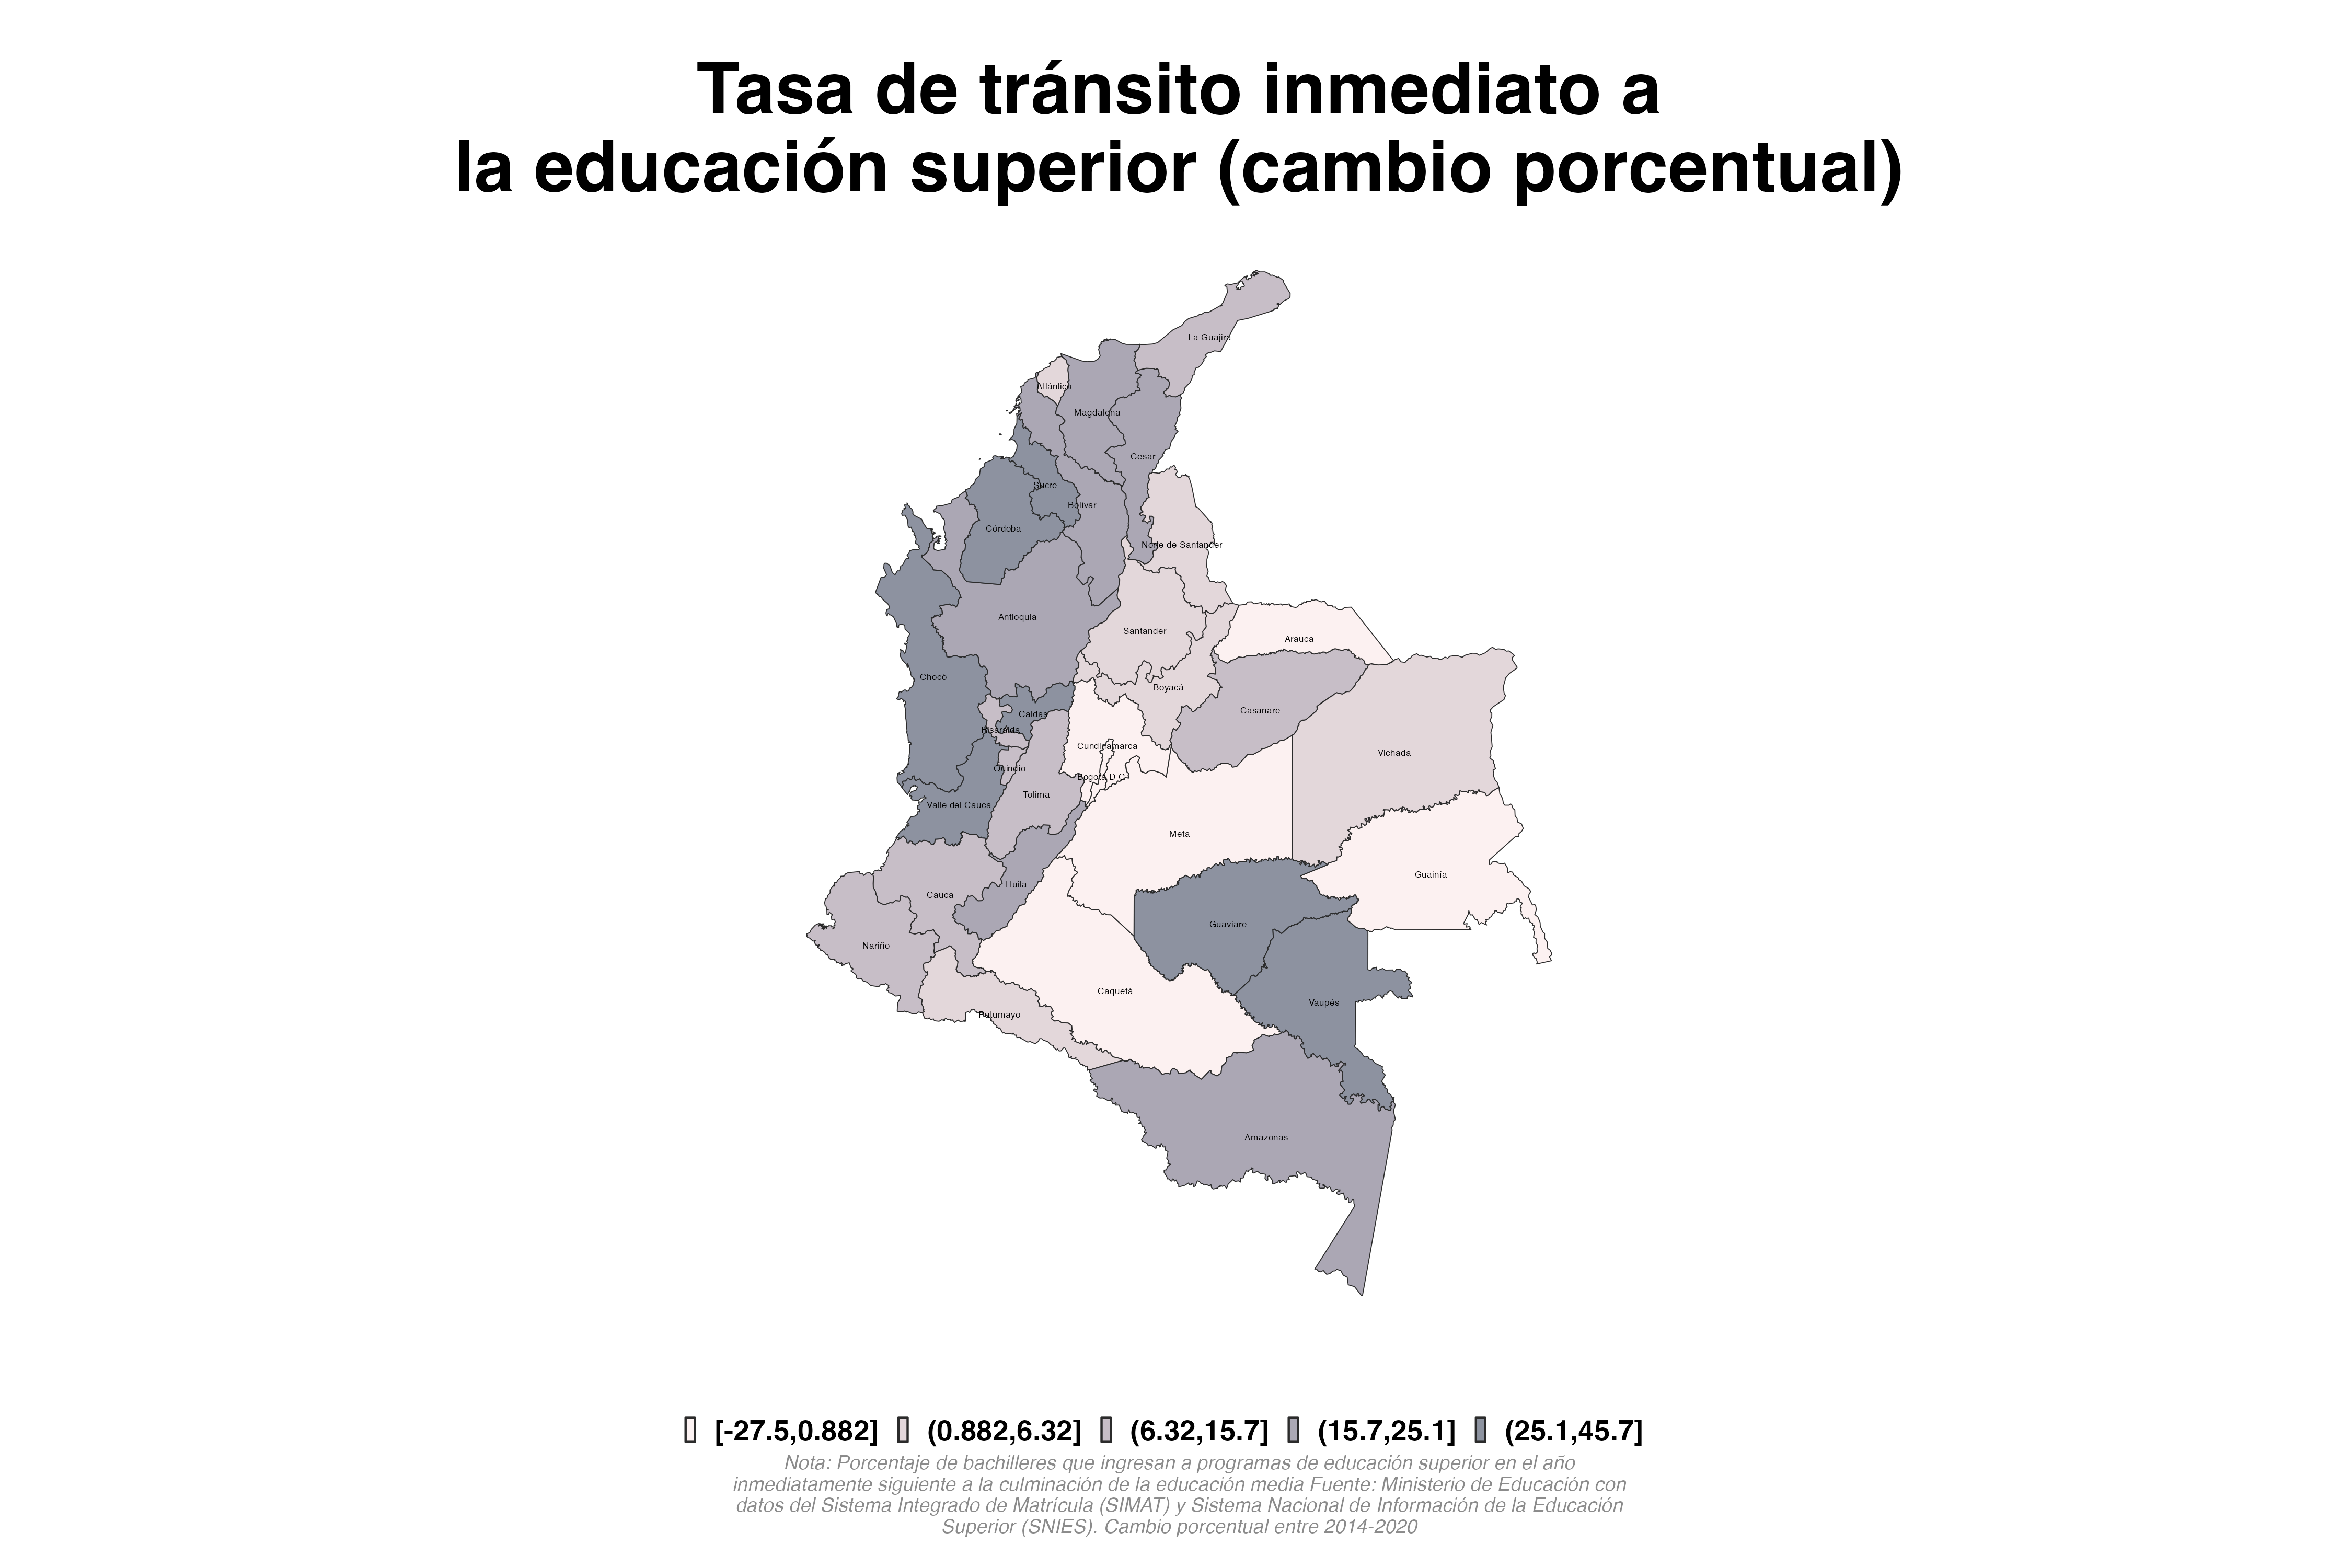 Tasa de tránsito inmediato a
la educación superior (cambio porcentual)
La Guajira
Atlántico
Magdalena
Cesar
Sucre
Bolívar
Córdoba
Norte de Santander
Antioquia
Santander
Arauca
Chocó
Boyacá
Casanare
Caldas
Risaralda
Cundinamarca
Vichada
Quindío
Bogotá D.C.
Tolima
Valle del Cauca
Meta
Guainía
Huila
Cauca
Guaviare
Nariño
Caquetá
Vaupés
Putumayo
Amazonas
[-27.5,0.882] (0.882,6.32] (6.32,15.7] (15.7,25.1] (25.1,45.7]
Nota: Porcentaje de bachilleres que ingresan a programas de educación superior en el año
inmediatamente siguiente a la culminación de la educación media Fuente: Ministerio de Educación con
datos del Sistema Integrado de Matrícula (SIMAT) y Sistema Nacional de Información de la Educación
Superior (SNIES). Cambio porcentual entre 2014-2020